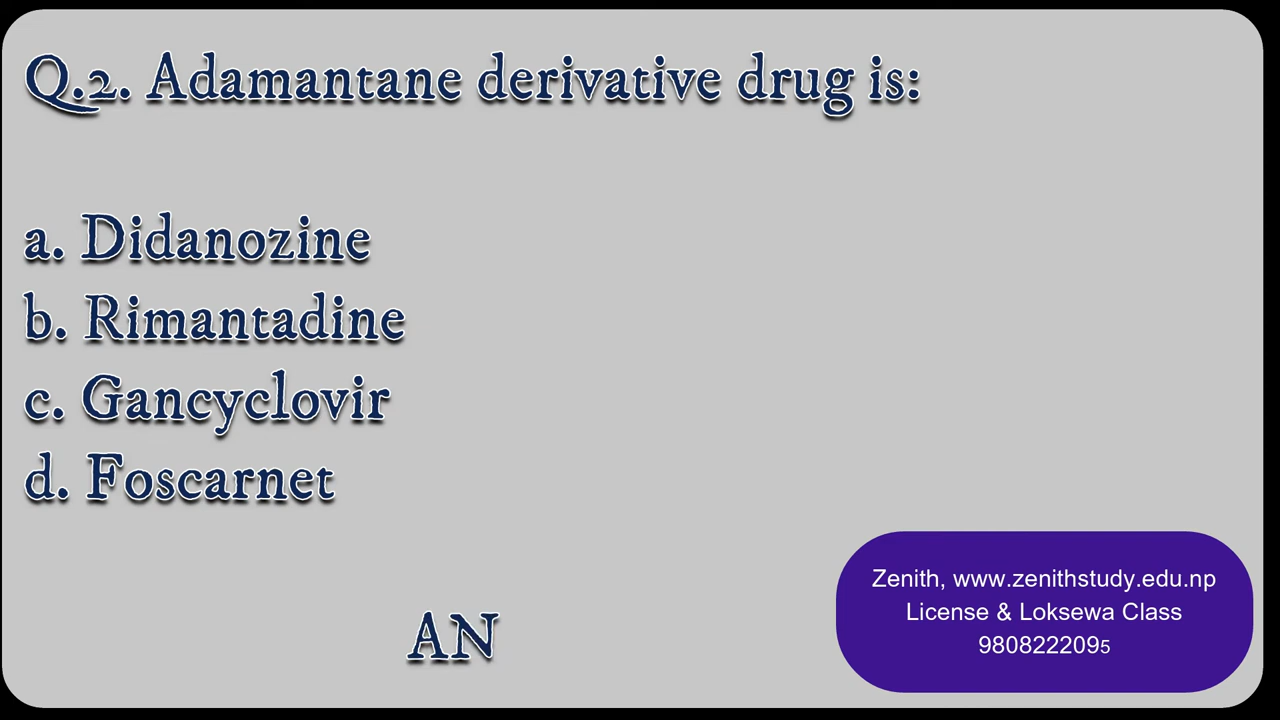 Q.2. Adamantane derivative drug is:
a. Didanozine
b. Rimantadine
c. Gancyclovir
d. Foscarnet
AN
Zenith, www.zenithstudy.edu.np
License & Loksewa Class
9808222095